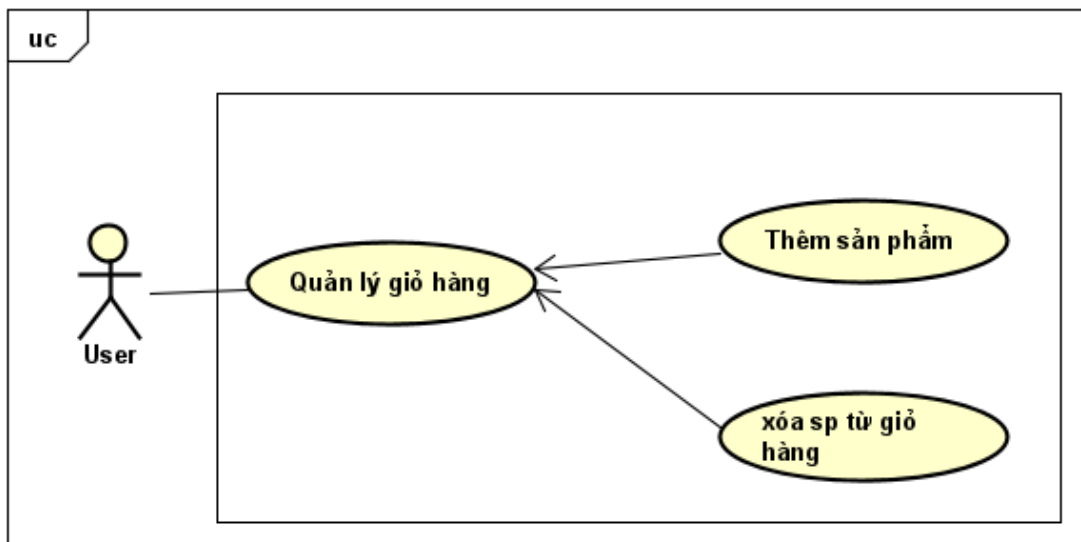 uc
Thêm sản phẩm
Quản lý giỏ hàng
User
xóa sp từ giỏ
hàng